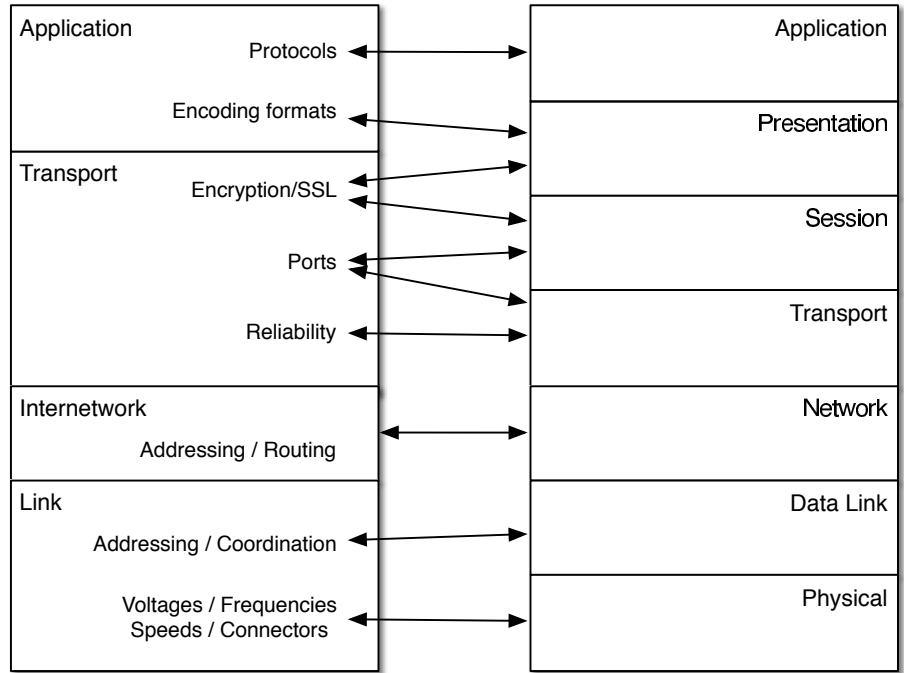 Application
Protocols
Encoding formats
Transport
Encryption/SSL
Ports
Reliability
Internetwork
Addressing / Routing
Link
Addressing / Coordination
Voltages / Frequencies
Speeds / Connectors
Application
Presentation
Session
Transport
Network
Data Link
Physical